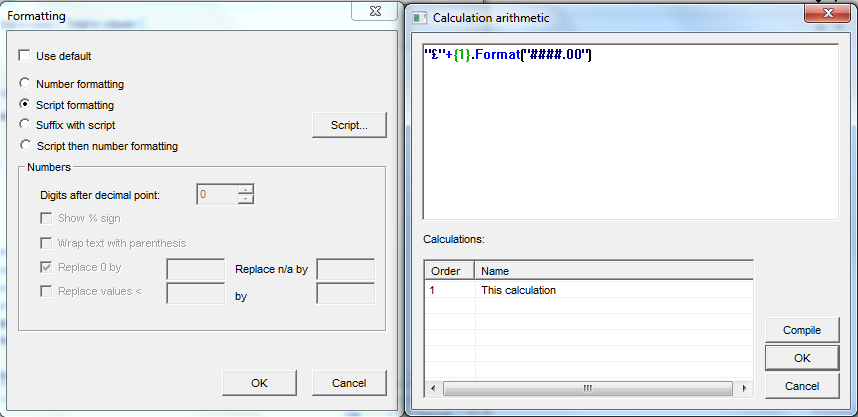 Formatting
Use default
Number formatting
Script formatting
Suffix with script
Script...
Script then number formatting
Numbers
Digits after decimal point: 0
Show % sign
Wrap text with parenthesis
Replace 0 by
Replace n/a by
Replace values <
by
OK
Cancel
Calculation arithmetic
"£"+{1}.Format("####.00")
Calculations:
Order Name
1 This calculation
Compile
OK
Cancel